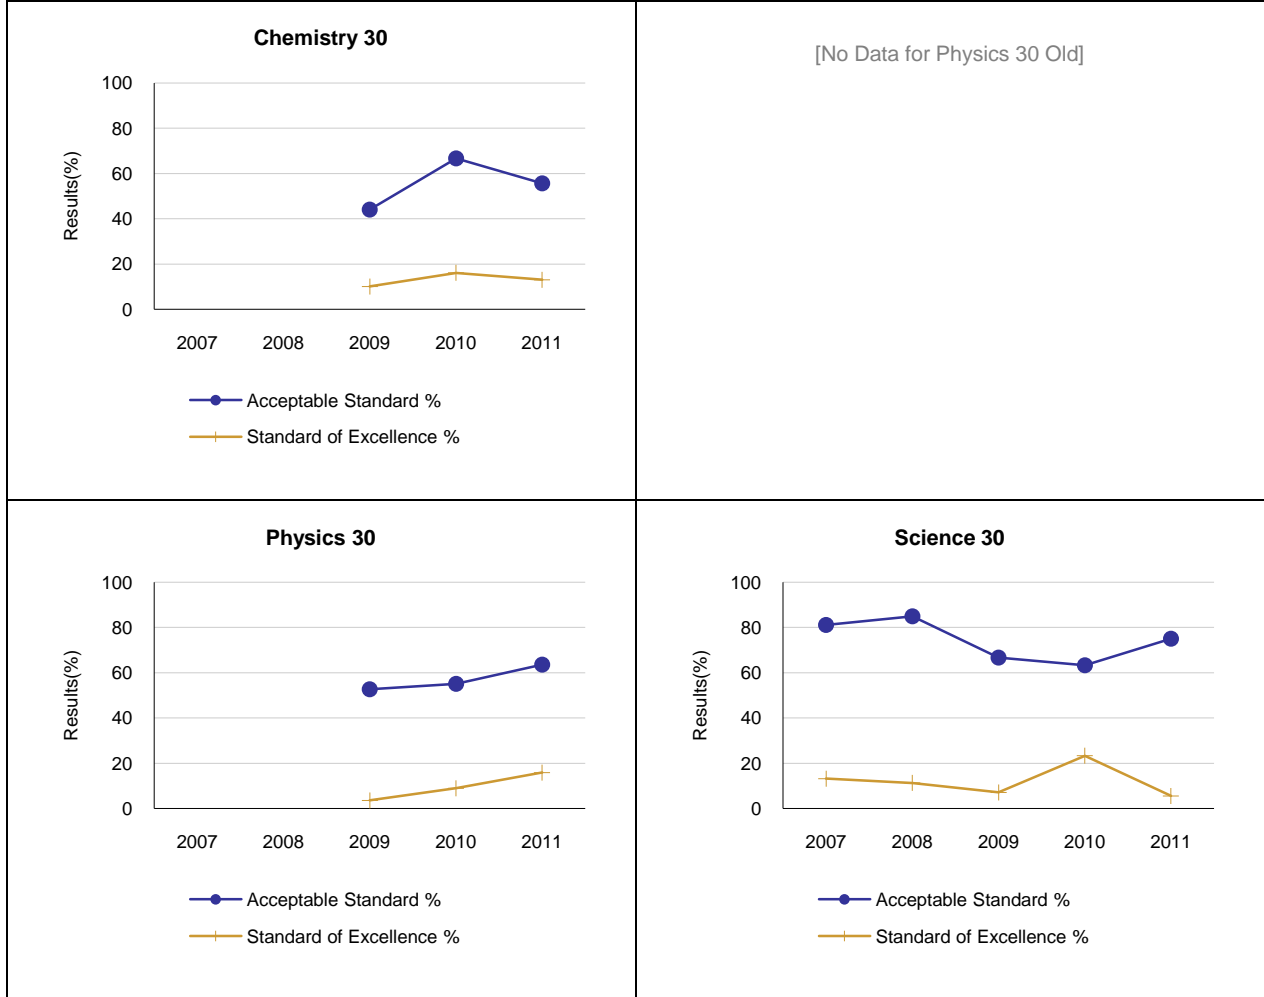 Chemistry 30
100
80
60
40
20
0
Results(%)
2007 2008 2009 2010 2011
Acceptable Standard %
Standard of Excellence %
[No Data for Physics 30 Old]
Physics 30
100
80
60
40
20
0
Results(%)
2007 2008 2009 2010 2011
Acceptable Standard %
Standard of Excellence %
Science 30
100
80
60
40
20
0
Results(%)
2007 2008 2009 2010 2011
Acceptable Standard %
Standard of Excellence %